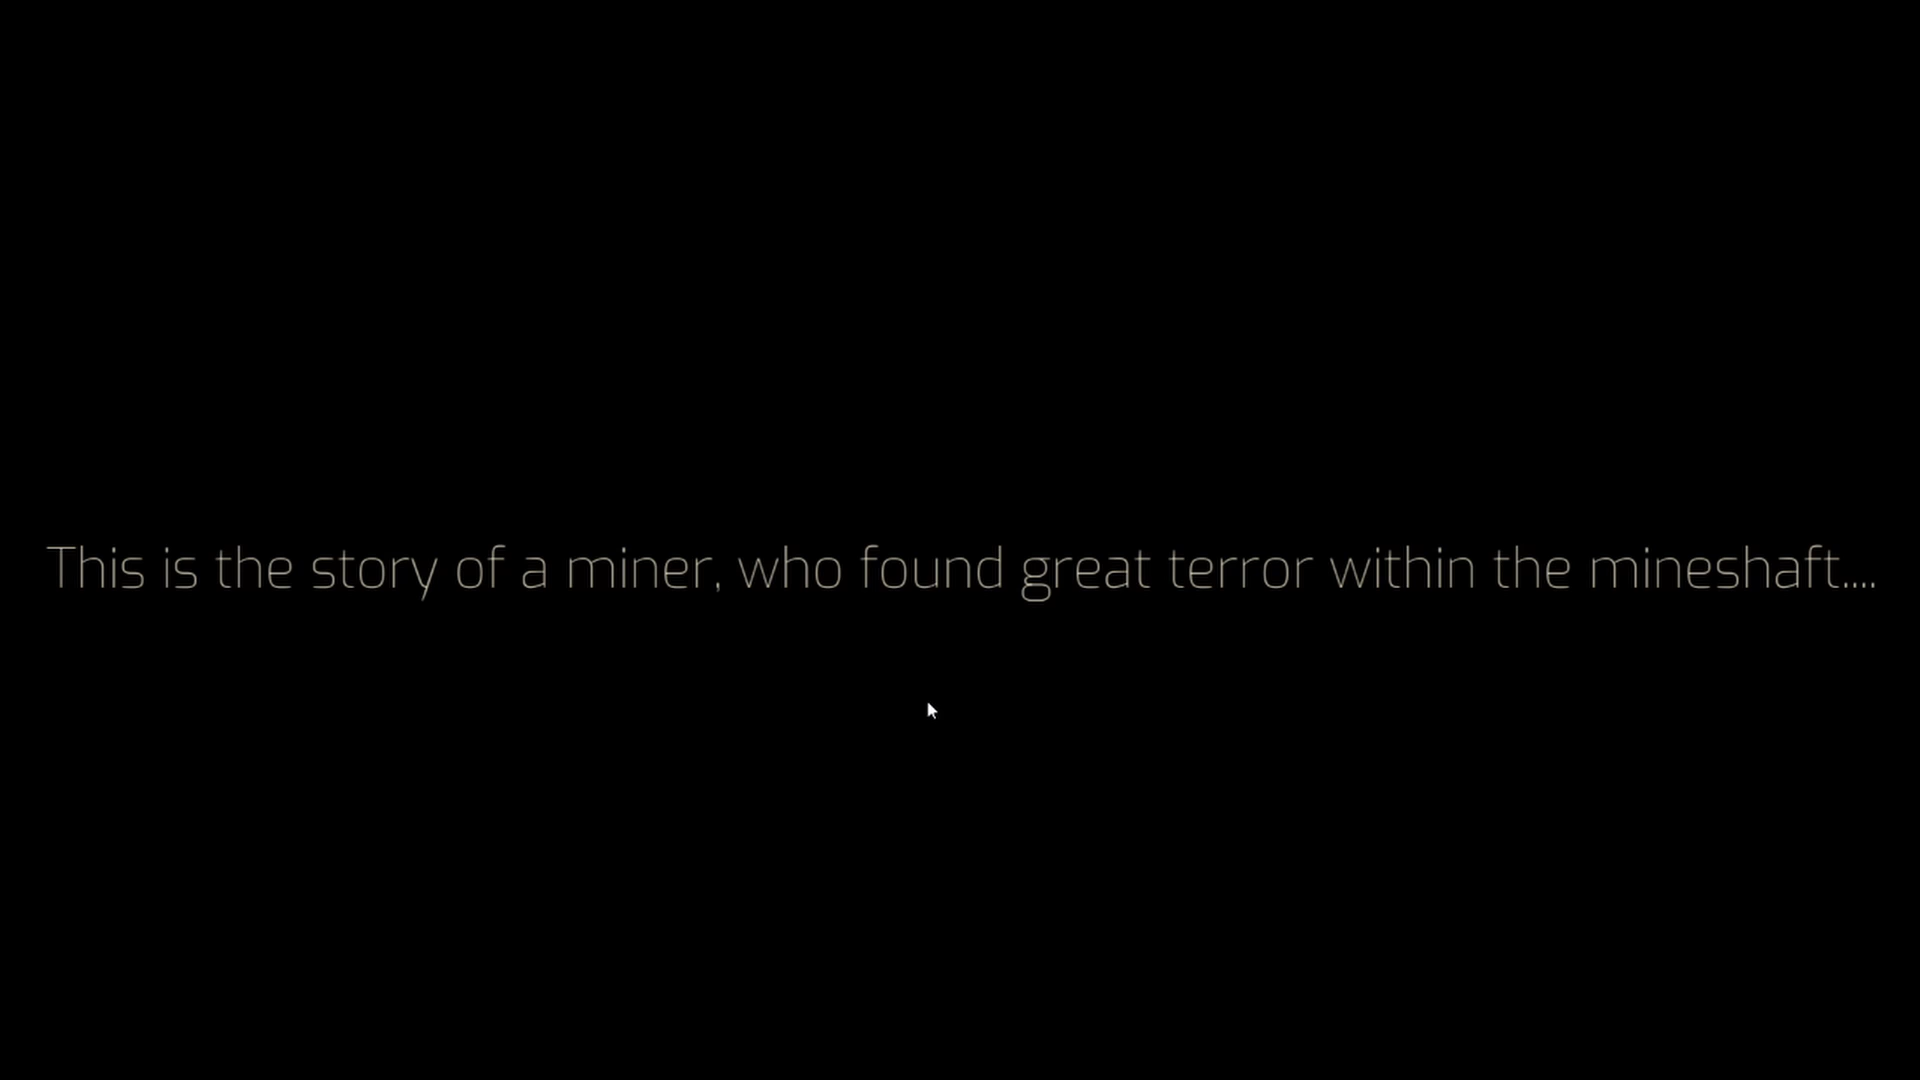 This is the story of a miner, who found great terror within the mineshaft....